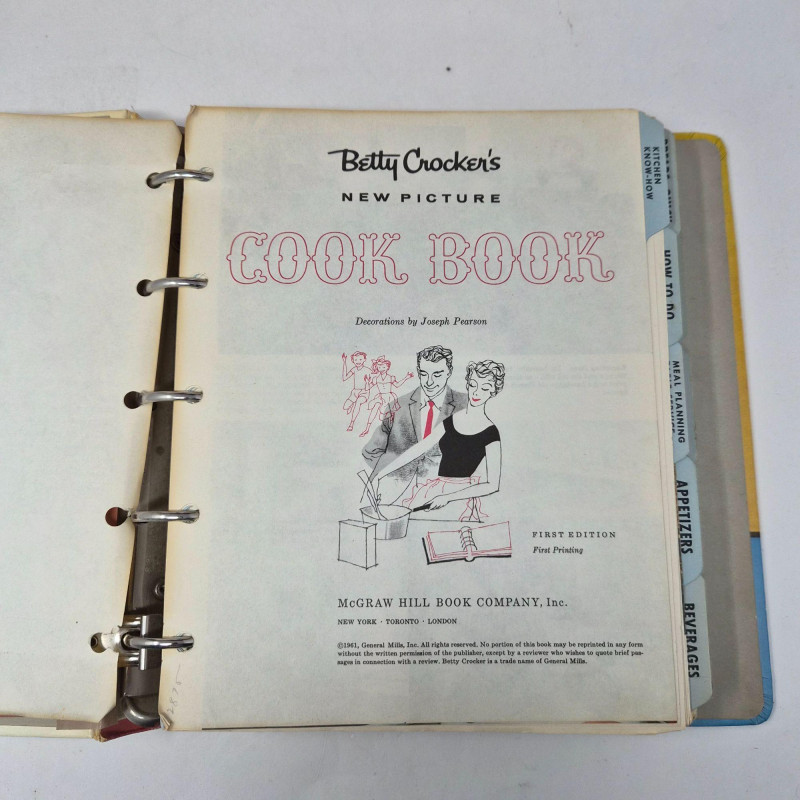 Betty Crocker's
NEW PICTURE
COOK BOOK
Decorations by Joseph Pearson
FIRST EDITION
First Printing
McGRAW HILL BOOK COMPANY, Inc.
NEW YORK · TORONTO · LONDON
©1961, General Mills, Inc. All rights reserved. No portion of this book may be reprinted in any form
without the written permission of the publisher, except by a reviewer who wishes to quote brief pas-
sages in connection with a review. Betty Crocker is a trade name of General Mills.
KITCHEN
KNOW-HOW
HOW TO DO
MEAL PLANNING
APPETIZERS
BEVERAGES